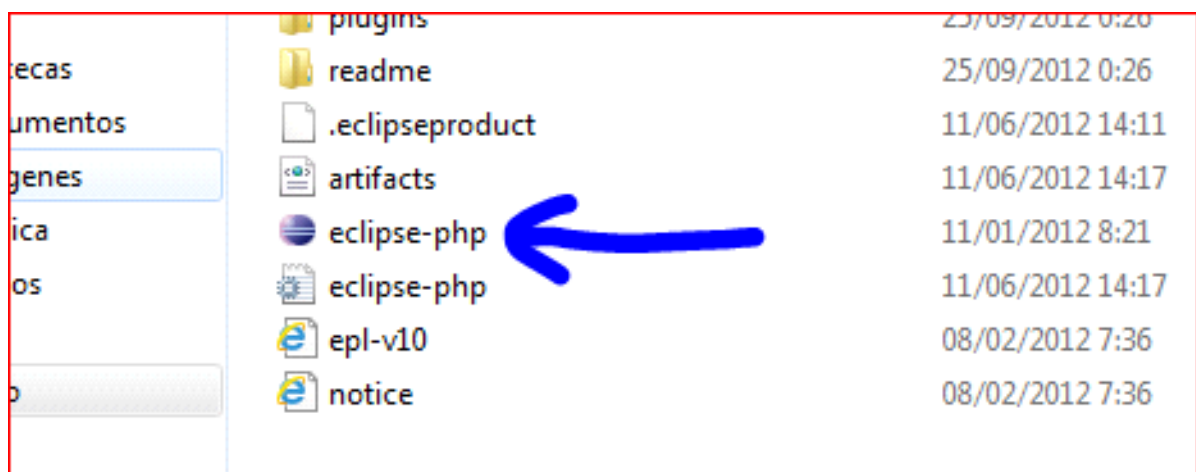 plugins 25/09/2012 0:26
tecas readme 25/09/2012 0:26
umentos .eclipseproduct 11/06/2012 14:11
genes artifacts 11/06/2012 14:17
ica eclipse-php 11/01/2012 8:21
os eclipse-php 11/06/2012 14:17
epl-v10 08/02/2012 7:36
notice 08/02/2012 7:36